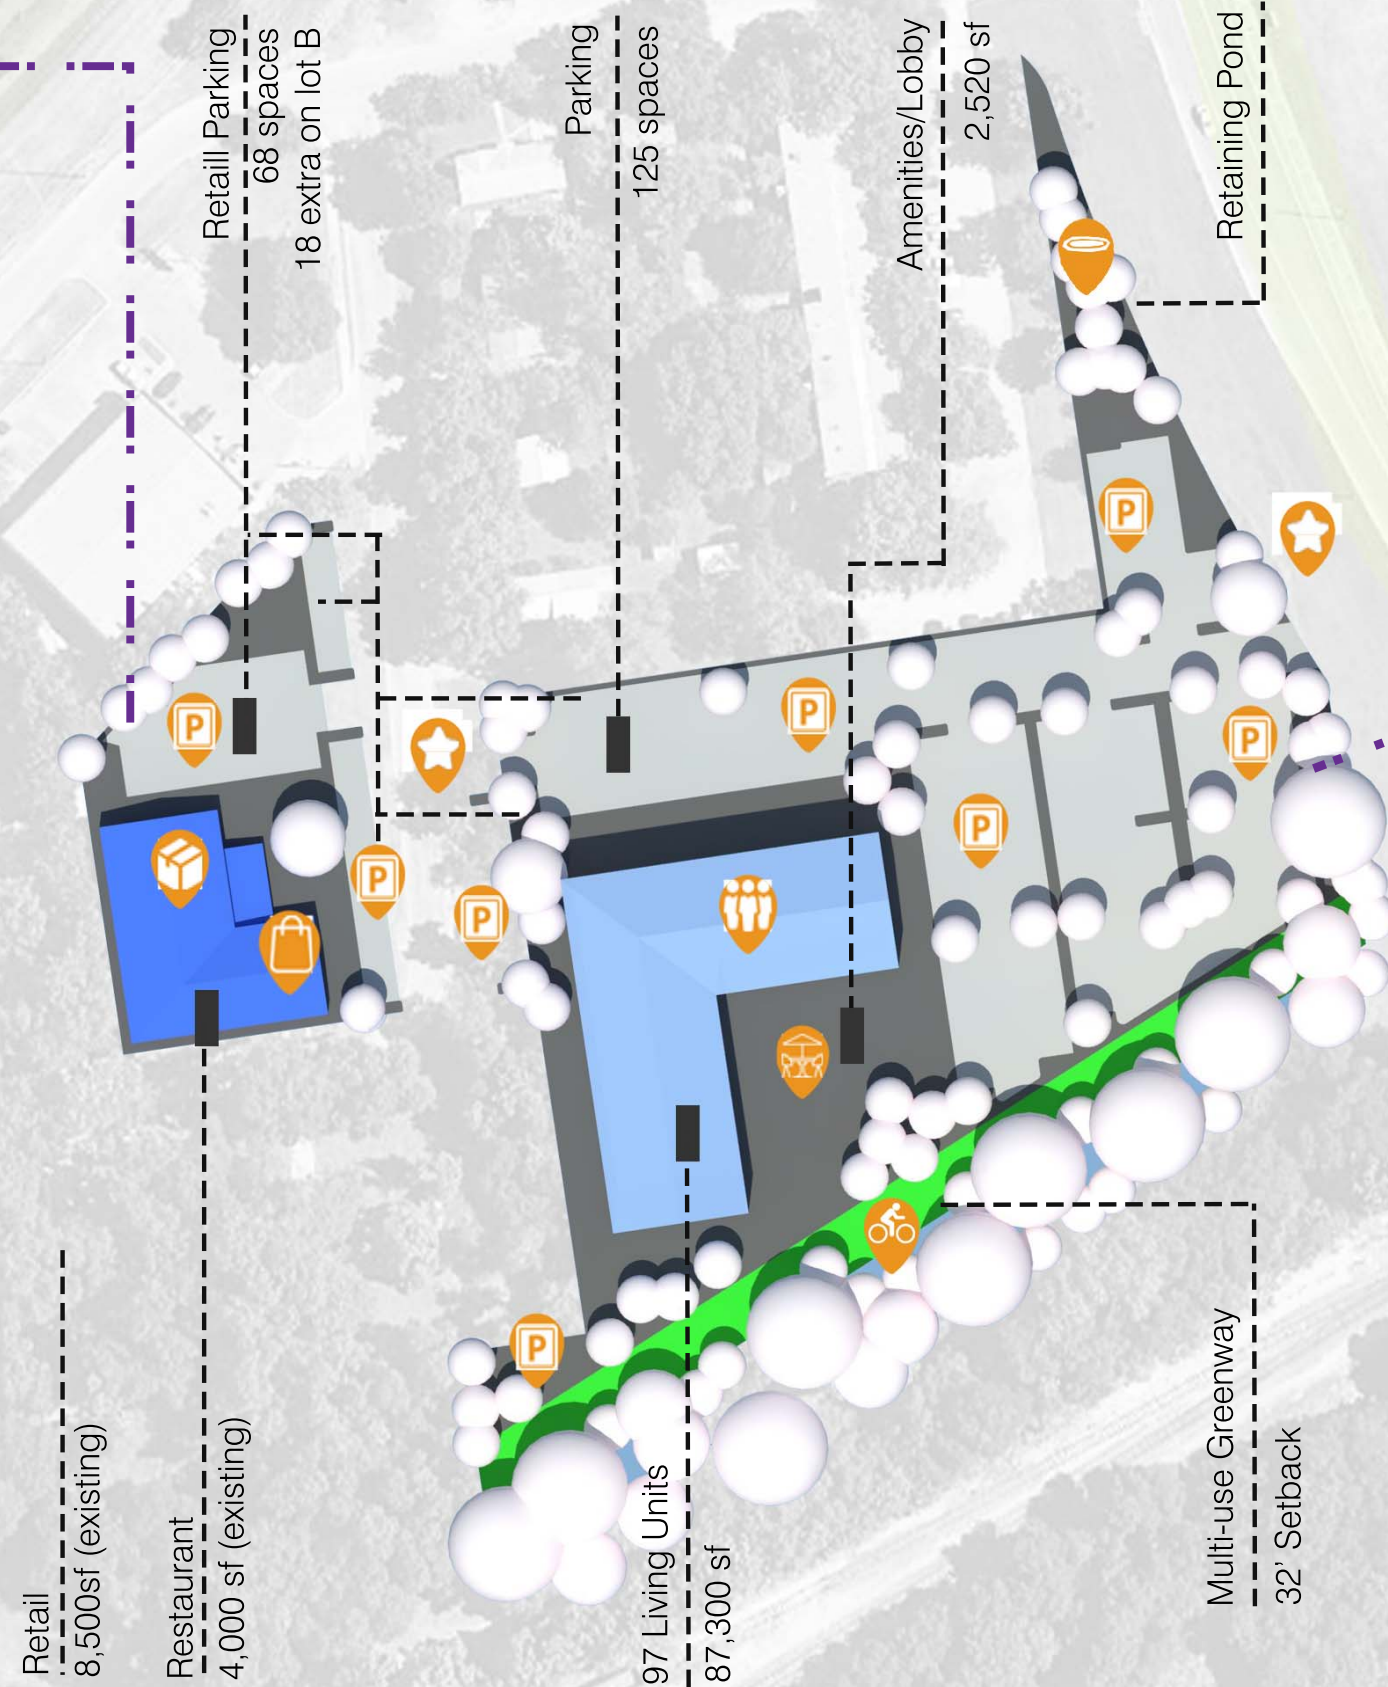 Retail
8,500sf (existing)
Restaurant
4,000 sf (existing)
97 Living Units
87,300 sf
Multi-use Greenway
32' Setback
Retaill Parking
68 spaces
18 extra on lot B
Parking
125 spaces
Amenities/Lobby
2,520 sf
Retaining Pond
P
P
P
P
P
P
P
P